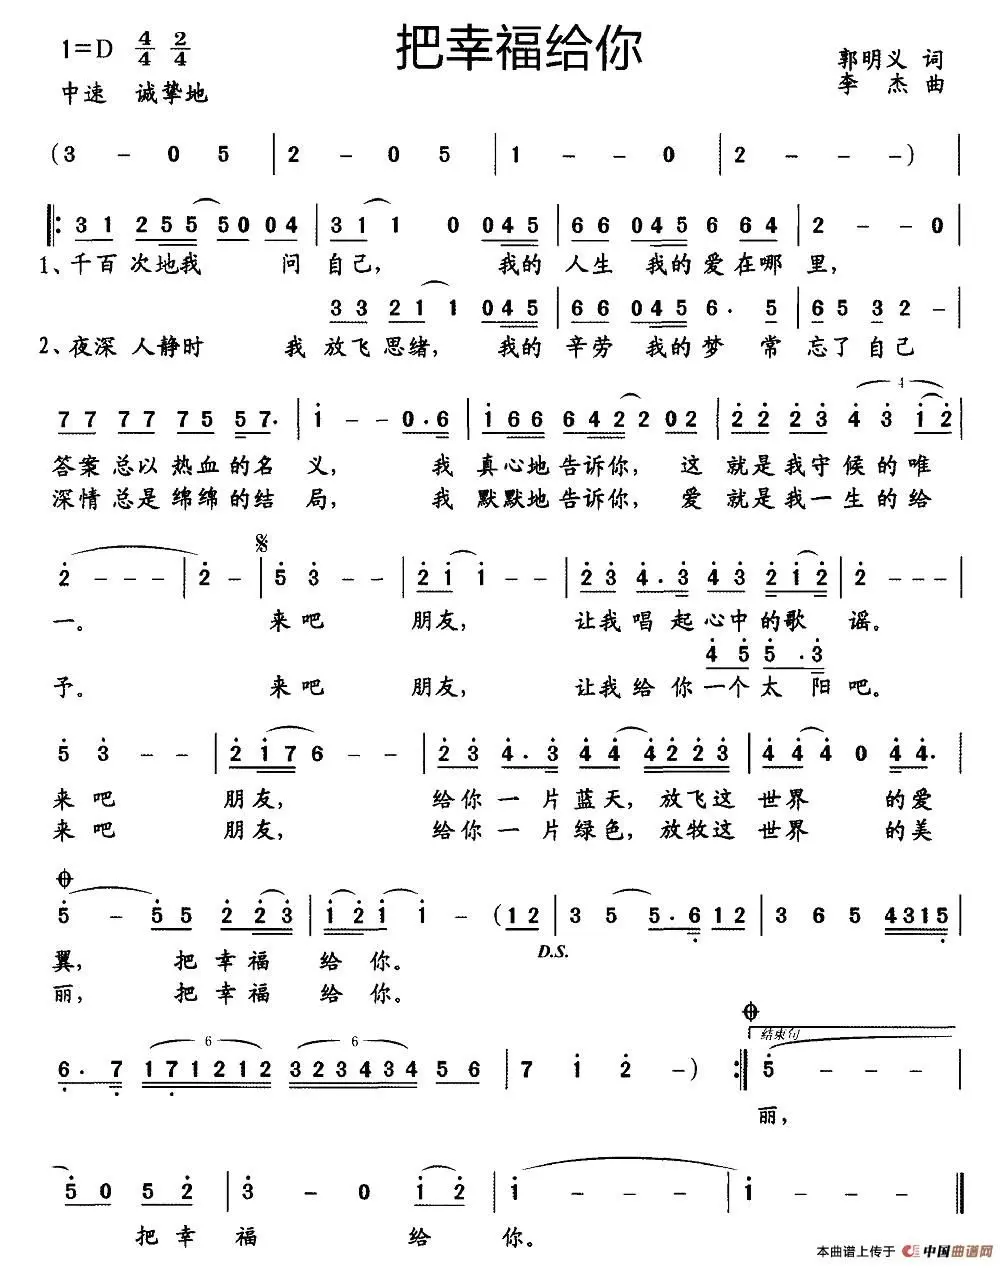 把幸福给你
1=D 4/4 2/4
中速 诚挚地
郭明义 词
李杰 曲
(3 - 0 5 | 2 - 0 5 | 1 - - 0 | 2 - - -) |
3 1 2 5 5 5 0 0 4 | 3 1 1 0 0 4 5 | 6 6 0 4 5 6 6 4 | 2 - - 0
1、千百次地我 问 自己, 我的 人生 我的爱在哪里,
3 3 2 1 1 0 4 5 | 6 6 0 4 5 6. 5 | 6 5 3 2
2、夜深人静时 我 放飞思绪, 我的 辛劳 我的梦 常 忘了自己
7 7 7 7 7 5 5 7. | i - - 0. 6 | i 6 6 6 4 2 2 0 2 | 2 2 2 3 4 3 i 2 |
答案总以热血的名 义, 我 真心地告诉你, 这 就是我守候的唯
深情总是绵绵的结 局, 我 默默地告诉你, 爱 就是我一生的给
2 - - - | 2 - | 5 3 - - | 2 i i - - | 2 3 4. 3 4 3 2 i 2 | 2 - - - |
一。 来吧 朋友, 让我唱起心中的歌 谣。
4 5 5. 3
予。 来吧 朋友, 让我给你一个太 阳吧。
5 3 - - | 2 i 7 6 - - | 2 3 4. 3 4 4 4 2 2 3 | 4 4 4 0 4 4. |
来吧 朋友, 给你一片蓝天, 放飞这 世界 的爱
来吧 朋友, 给你一片绿色, 放牧这 世界 的美
5 - 5 5 2 2 3 | i 2 i i - (1 2 | 3 5 5. 6 1 2 | 3 6 5 4 3 1 5 |
D.S.
翼, 把幸福 给 你。
丽, 把幸福 给 你。
结束句
6. 7 1 7 1 2 1 2 3 2 3 4 3 4 5 6 | 7 i 2 -) :| 5 - - -
丽,
5 0 5 2 | 3 - 0 i 2 | i - - - | i - - - ‖
把幸 福 给 你。
本曲谱上传于 中国曲谱网